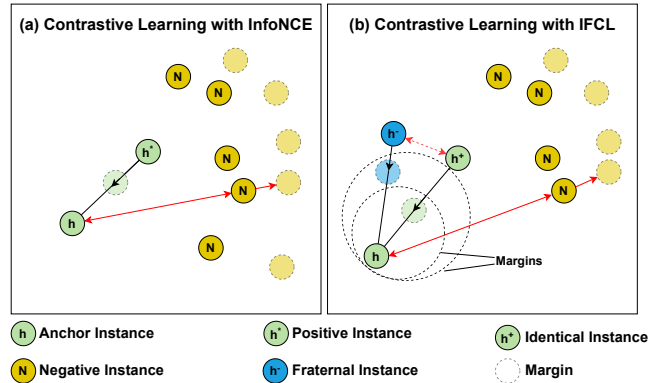 (a) Contrastive Learning with InfoNCE
N
N
h*
N
N
h
N
(b) Contrastive Learning with IFCL
N
N
h-
h+
N
N
h
Margins
h Anchor Instance
h* Positive Instance
h+ Identical Instance
N Negative Instance
h- Fraternal Instance
Margin